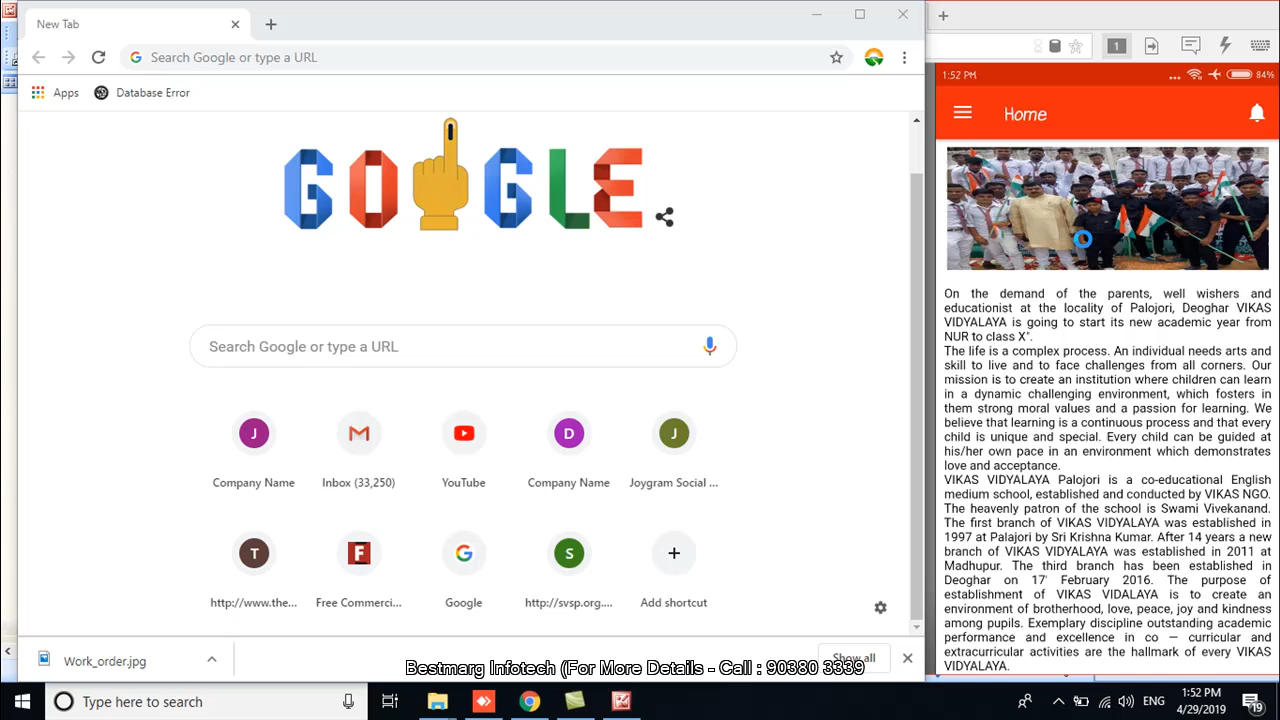 New Tab
Search Google or type a URL
Apps
Database Error
GOOGLE
Search Google or type a URL
J
D
J
Company Name
Inbox (33,250)
YouTube
Company Name
Joygram Social ...
T
F
G
S
http://www.the...
Free Commerci...
Google
http://svsp.org....
Add shortcut
Work_order.jpg
Show all
1
1:52 PM
84%
Home
On the demand of the parents, well wishers and
educationist at the locality of Palojori, Deoghar VIKAS
VIDYALAYA is going to start its new academic year from
NUR to class X".
The life is a complex process. An individual needs arts and
skill to live and to face challenges from all corners. Our
mission is to create an institution where children can learn
in a dynamic challenging environment, which fosters in
them strong moral values and a passion for learning. We
believe that learning is a continuous process and that every
child is unique and special. Every child can be guided at
his/her own pace in an environment which demonstrates
love and acceptance.
VIKAS VIDYALAYA Palojori is a co-educational English
medium school, established and conducted by VIKAS NGO.
The heavenly patron of the school is Swami Vivekanand.
The first branch of VIKAS VIDYALAYA was established in
1997 at Palajori by Sri Krishna Kumar. After 14 years a new
branch of VIKAS VIDYALAYA was established in 2011 at
Madhupur. The third branch has been established in
Deoghar on 17' February 2016. The purpose of
establishment of VIKAS VIDALAYA is to create an
environment of brotherhood, love, peace, joy and kindness
among pupils. Exemplary discipline outstanding academic
performance and excellence in co – curricular and
extracurricular activities are the hallmark of every VIKAS
VIDYALAYA.
Bestmarg Infotech (For More Details - Call : 90380 3339
Type here to search
ENG
1:52 PM
4/29/2019
19